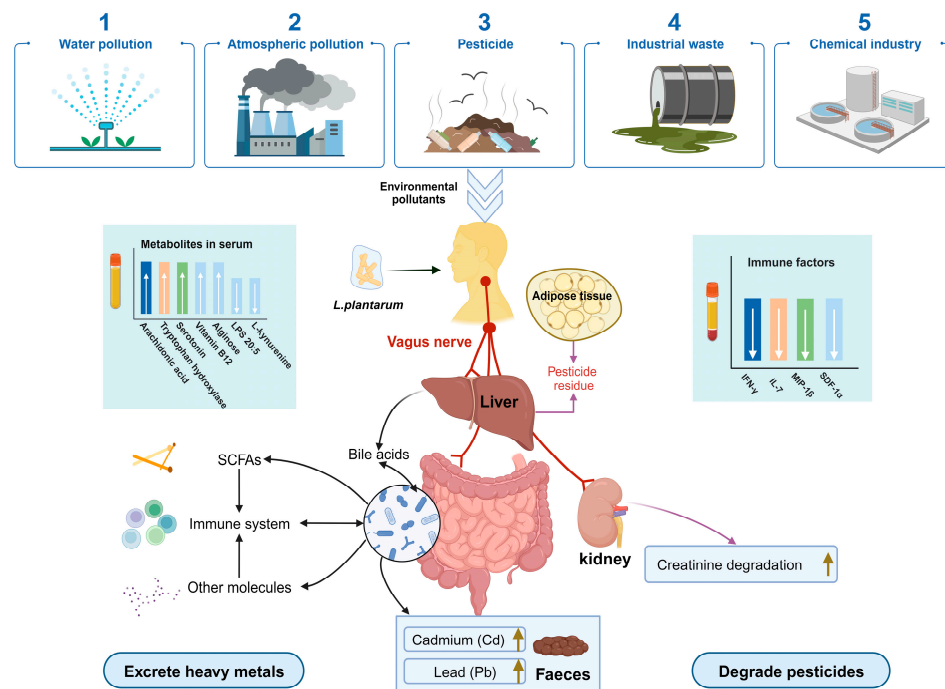 1
2
3
4
5
Water pollution
Atmospheric pollution
Pesticide
Industrial waste
Chemical industry
Environmental
pollutants
Metabolites in serum
Arachidonic acid
Tryptophan hydroxylase
Serotonin
Vitamin B12
Alginose
LPS 20.5
L-kynurenine
L.plantarum
Adipose tissue
Immune factors
IFN-γ
IL-7
MIP-1β
SDF-1α
Vagus nerve
Pesticide
residue
Liver
Bile acids
SCFAs
Immune system
Other molecules
kidney
Creatinine degradation
Cadmium (Cd)
Lead (Pb)
Faeces
Excrete heavy metals
Degrade pesticides